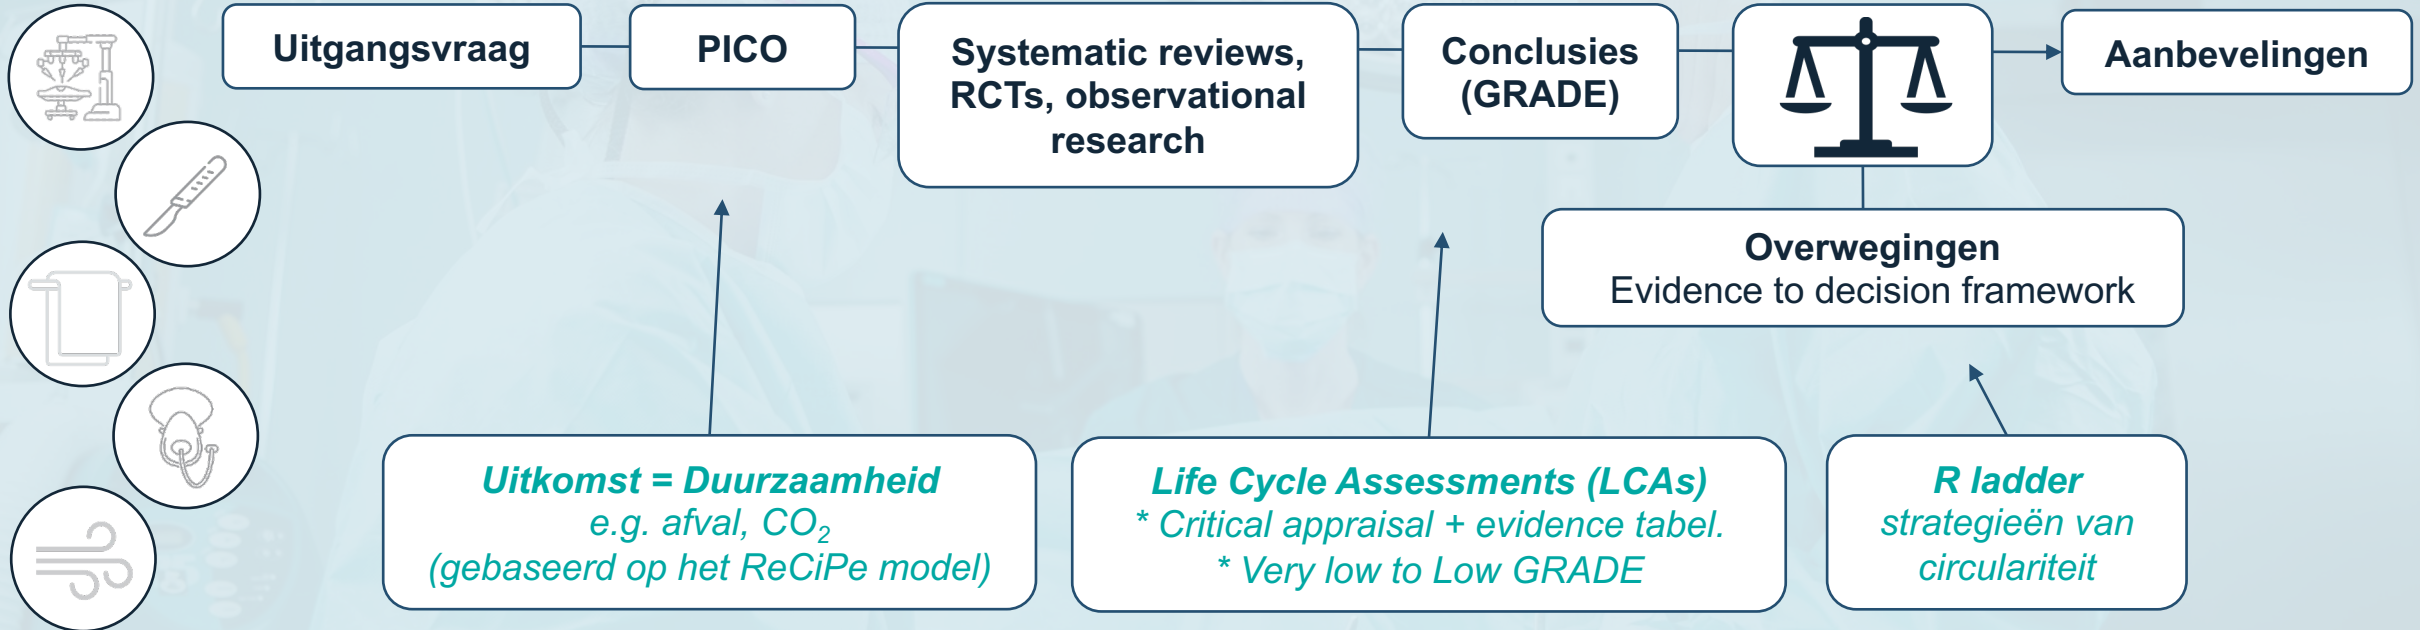 Uitgangsvraag
PICO
Systematic reviews,
RCTs, observational
research
Conclusies
(GRADE)
Aanbevelingen
Overwegingen
Evidence to decision framework
Uitkomst = Duurzaamheid
e.g. afval, CO₂
(gebaseerd op het ReCiPe model)
Life Cycle Assessments (LCAs)
* Critical appraisal + evidence tabel.
* Very low to Low GRADE
R ladder
strategieën van
circulariteit